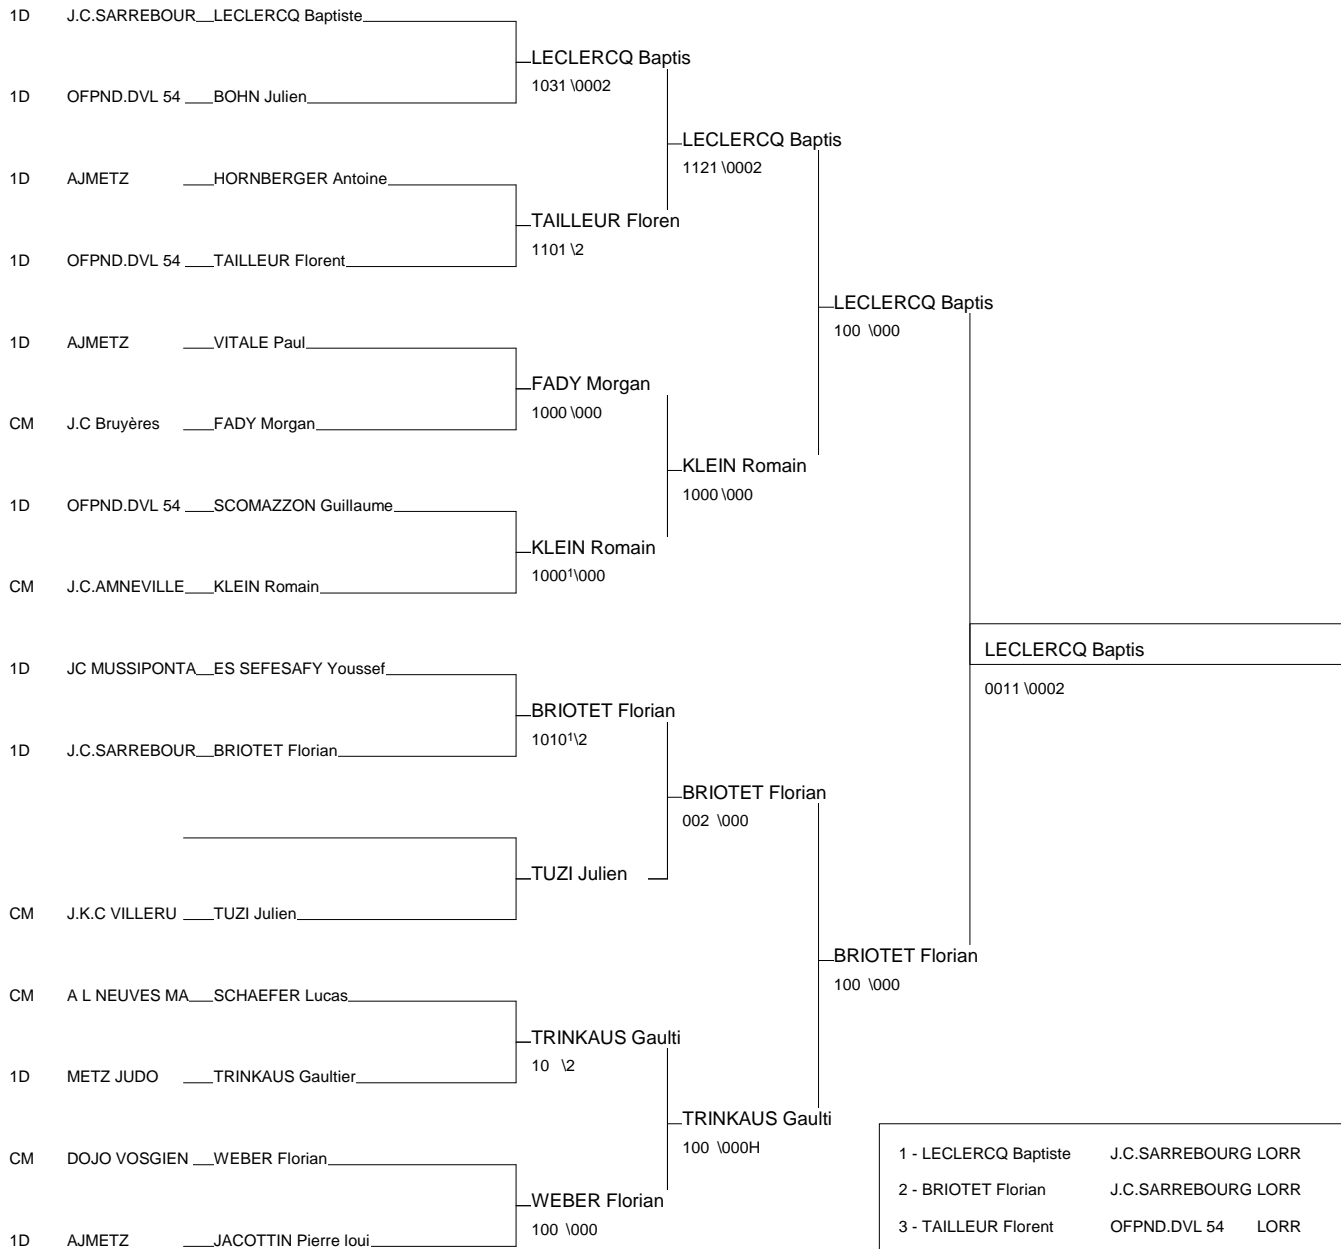 1D J.C.SARREBOUR LECLERCQ Baptiste
LECLERCQ Baptis
1031 \0002
1D OFPND.DVL 54 BOHN Julien
LECLERCQ Baptis
1121 \0002
1D AJMETZ HORNBERGER Antoine
TAILLEUR Floren
1101 \2
1D OFPND.DVL 54 TAILLEUR Florent
LECLERCQ Baptis
100 \000
1D AJMETZ VITALE Paul
FADY Morgan
1000 \000
CM J.C Bruyères FADY Morgan
KLEIN Romain
1000 \000
1D OFPND.DVL 54 SCOMAZZON Guillaume
KLEIN Romain
1000¹\000
CM J.C.AMNEVILLE KLEIN Romain
LECLERCQ Baptis
0011 \0002
1D JC MUSSIPONTA ES SEFESAFY Youssef
BRIOTET Florian
1010¹\2
1D J.C.SARREBOUR BRIOTET Florian
BRIOTET Florian
002 \000
TUZI Julien
CM J.K.C VILLERU TUZI Julien
BRIOTET Florian
100 \000
CM A L NEUVES MA SCHAEFER Lucas
TRINKAUS Gaulti
10 \2
1D METZ JUDO TRINKAUS Gaultier
TRINKAUS Gaulti
100 \000H
CM DOJO VOSGIEN WEBER Florian
WEBER Florian
100 \000
1D AJMETZ JACOTTIN Pierre loui
1 - LECLERCQ Baptiste J.C.SARREBOURG LORR
2 - BRIOTET Florian J.C.SARREBOURG LORR
3 - TAILLEUR Florent OFPND.DVL 54 LORR